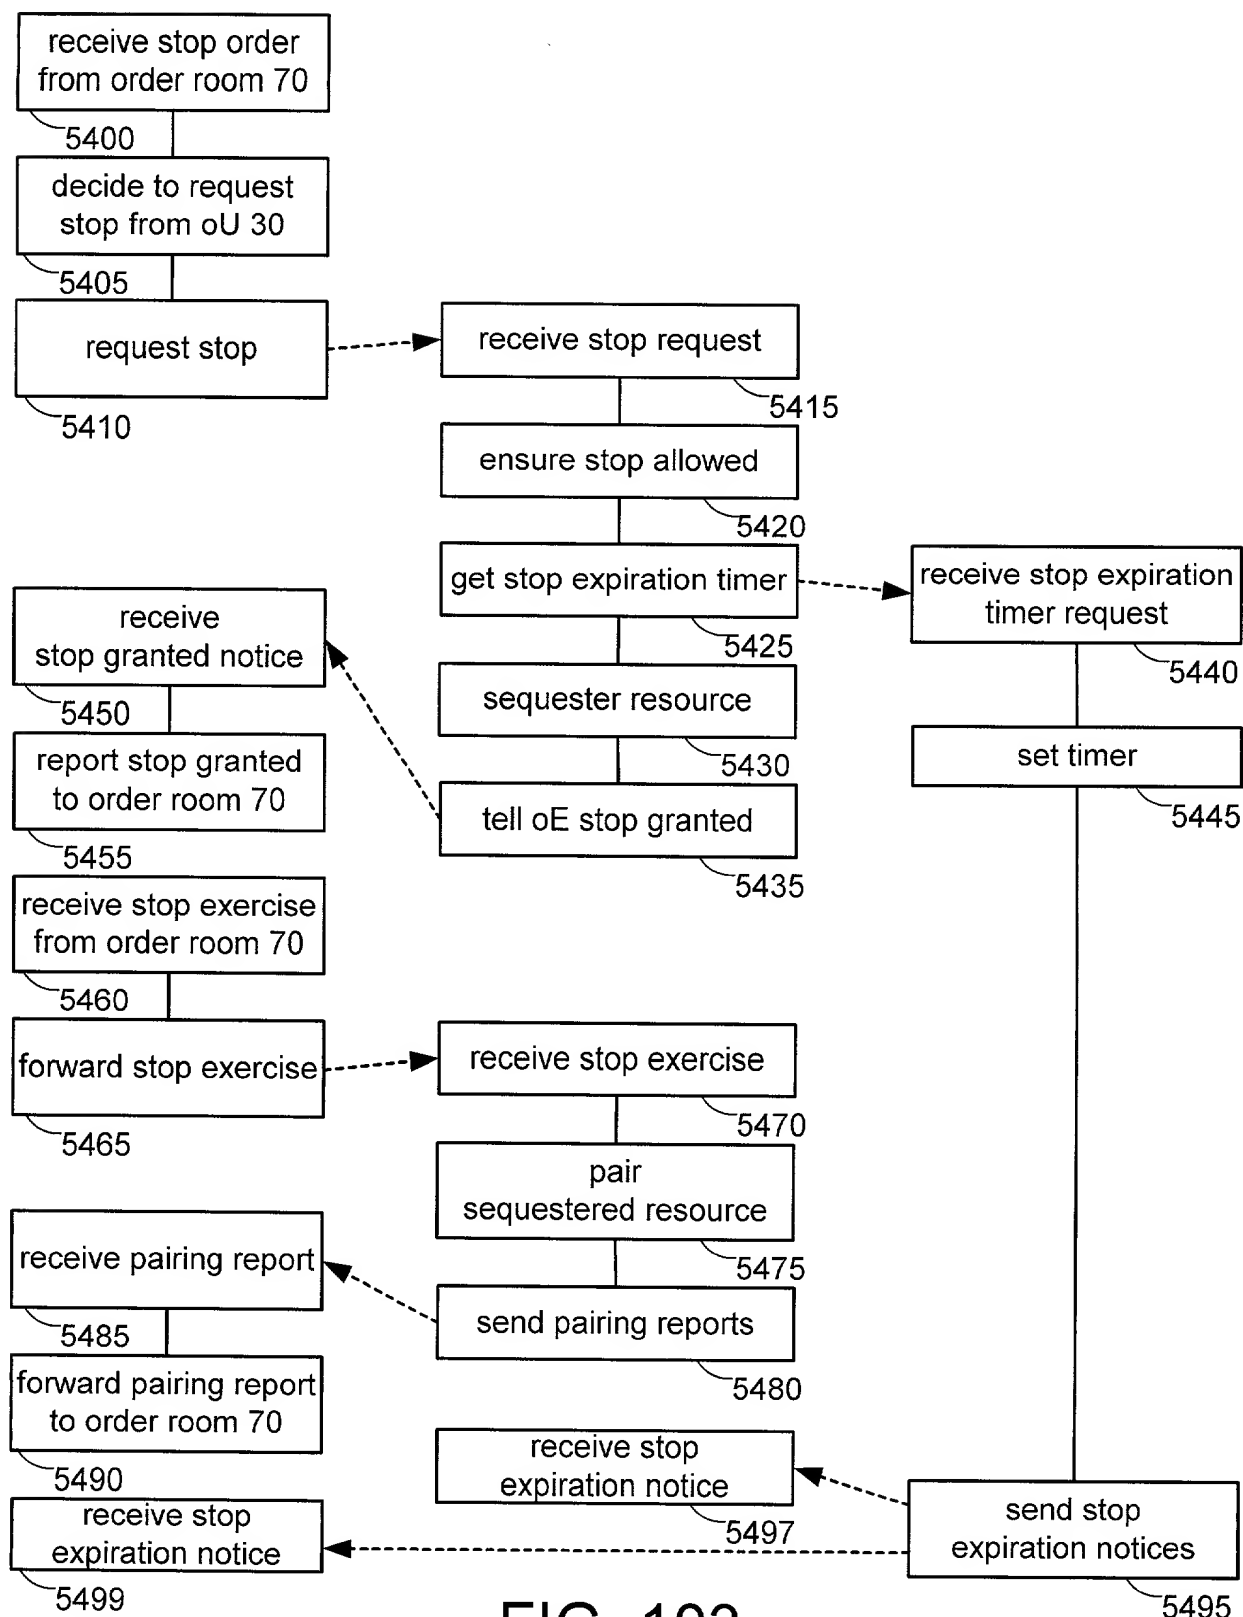 receive stop order
from order room 70
5400
decide to request
stop from oU 30
5405
request stop
5410
receive stop request
5415
ensure stop allowed
5420
get stop expiration timer
5425
receive stop expiration
timer request
5440
receive
stop granted notice
5450
sequester resource
5430
set timer
5445
report stop granted
to order room 70
5455
tell oE stop granted
5435
receive stop exercise
from order room 70
5460
forward stop exercise
5465
receive stop exercise
5470
pair
sequestered resource
5475
receive pairing report
5485
send pairing reports
5480
forward pairing report
to order room 70
5490
receive stop
expiration notice
5497
send stop
expiration notices
5495
receive stop
expiration notice
5499